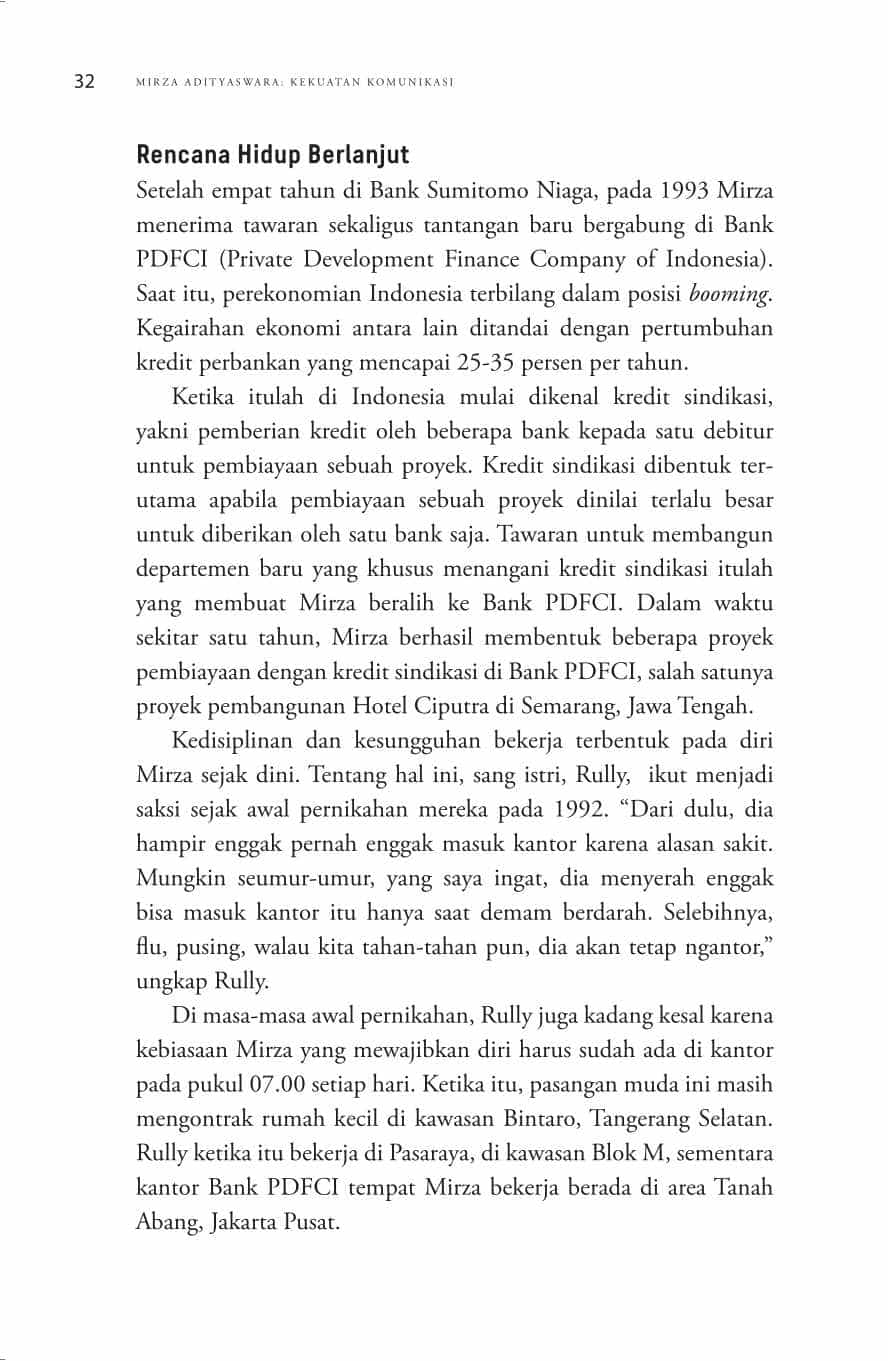 32
MIRZA ADITYASWARA: KEKUATAN KOMUNIKASI
Rencana Hidup Berlanjut
Setelah empat tahun di Bank Sumitomo Niaga, pada 1993 Mirza
menerima tawaran sekaligus tantangan baru bergabung di Bank
PDFCI (Private Development Finance Company of Indonesia).
Saat itu, perekonomian Indonesia terbilang dalam posisi booming.
Kegairahan ekonomi antara lain ditandai dengan pertumbuhan
kredit perbankan yang mencapai 25-35 persen per tahun.
Ketika itulah di Indonesia mulai dikenal kredit sindikasi,
yakni pemberian kredit oleh beberapa bank kepada satu debitur
untuk pembiayaan sebuah proyek. Kredit sindikasi dibentuk ter-
utama apabila pembiayaan sebuah proyek dinilai terlalu besar
untuk diberikan oleh satu bank saja. Tawaran untuk membangun
departemen baru yang khusus menangani kredit sindikasi itulah
yang membuat Mirza beralih ke Bank PDFCI. Dalam waktu
sekitar satu tahun, Mirza berhasil membentuk beberapa proyek
pembiayaan dengan kredit sindikasi di Bank PDFCI, salah satunya
proyek pembangunan Hotel Ciputra di Semarang, Jawa Tengah.
Kedisiplinan dan kesungguhan bekerja terbentuk pada diri
Mirza sejak dini. Tentang hal ini, sang istri, Rully, ikut menjadi
saksi sejak awal pernikahan mereka pada 1992. “Dari dulu, dia
hampir enggak pernah enggak masuk kantor karena alasan sakit.
Mungkin seumur-umur, yang saya ingat, dia menyerah enggak
bisa masuk kantor itu hanya saat demam berdarah. Selebihnya,
flu, pusing, walau kita tahan-tahan pun, dia akan tetap ngantor,”
ungkap Rully.
Di masa-masa awal pernikahan, Rully juga kadang kesal karena
kebiasaan Mirza yang mewajibkan diri harus sudah ada di kantor
pada pukul 07.00 setiap hari. Ketika itu, pasangan muda ini masih
mengontrak rumah kecil di kawasan Bintaro, Tangerang Selatan.
Rully ketika itu bekerja di Pasaraya, di kawasan Blok M, sementara
kantor Bank PDFCI tempat Mirza bekerja berada di area Tanah
Abang, Jakarta Pusat.